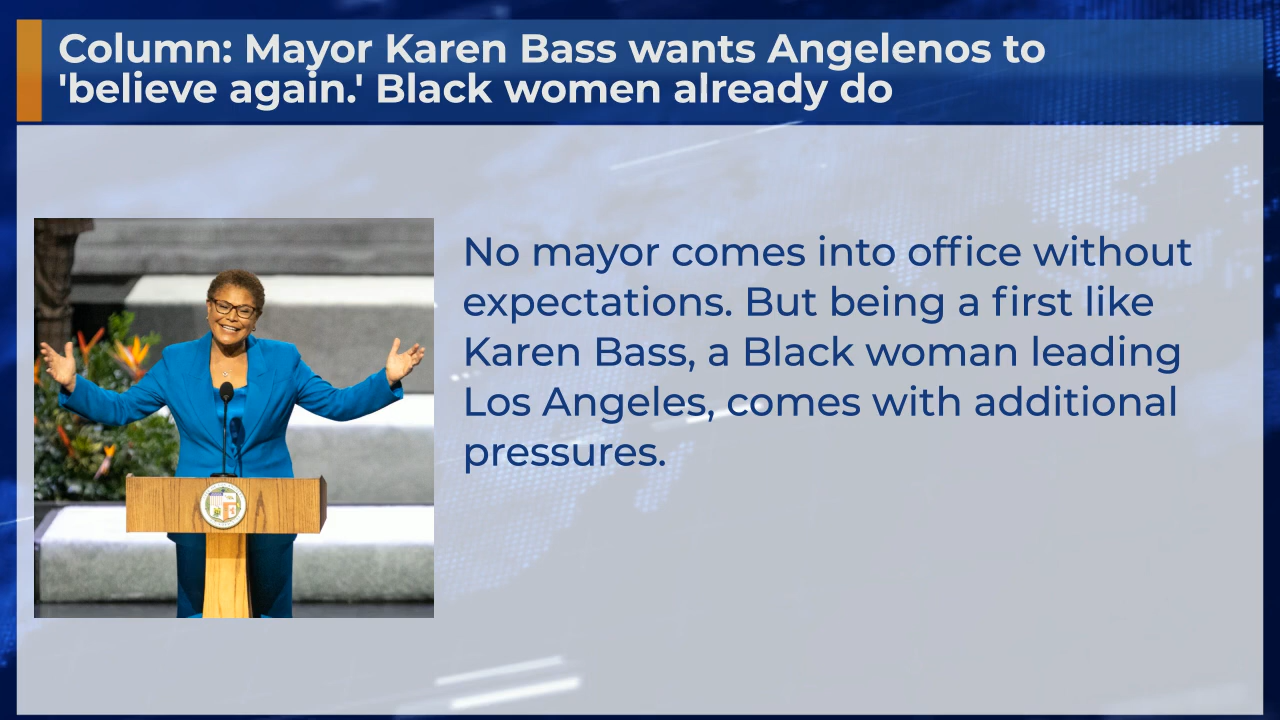 Column: Mayor Karen Bass wants Angelenos to
'believe again.' Black women already do
No mayor comes into office without
expectations. But being a first like
Karen Bass, a Black woman leading
Los Angeles, comes with additional
pressures.